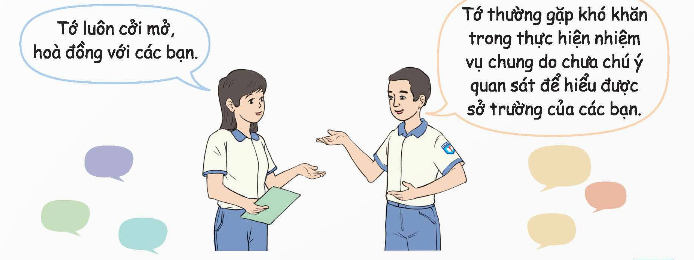 Tớ luôn cởi mở,
hoà đồng với các bạn.
Tớ thường gặp khó khăn
trong thực hiện nhiệm
vụ chung do chưa chú ý
quan sát để hiểu được
sở trường của các bạn.